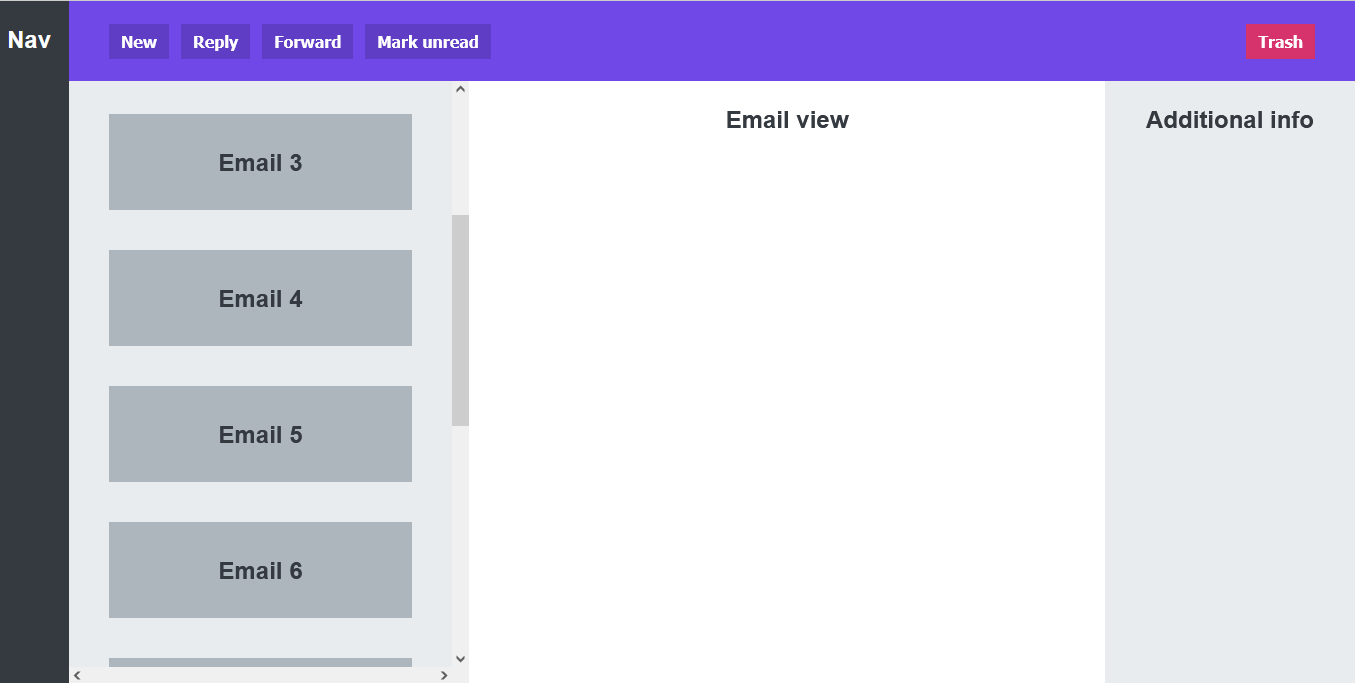 Nav
New
Reply
Forward
Mark unread
Trash
Email 3
Email 4
Email 5
Email 6
Email view
Additional info